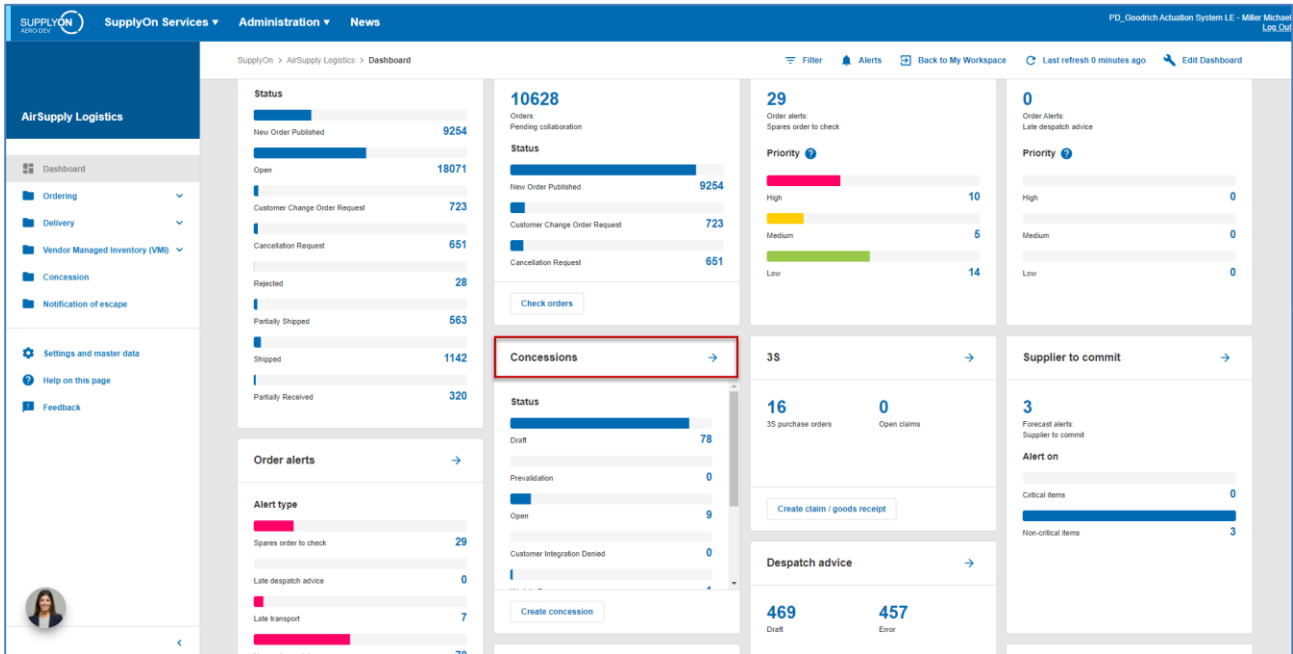 SUPPLYON
AERO-DEV
SupplyOn Services
Administration
News
PD_Goodrich Actuation System LE - Miller Michael
Log Out
AirSupply Logistics
SupplyOn > AirSupply Logistics > Dashboard
Filter
Alerts
Back to My Workspace
Last refresh 0 minutes ago
Edit Dashboard
Dashboard
Ordering
Delivery
Vendor Managed Inventory (VMI)
Concession
Notification of escape
Settings and master data
Help on this page
Feedback
Status
New Order Published 9254
Open 18071
Customer Change Order Request 723
Cancellation Request 651
Rejected 28
Partially Shipped 563
Shipped 1142
Partially Received 320
Order alerts
Alert type
Spares order to check 29
Late despatch advice 0
Late transport 7
10628
Orders:
Pending collaboration
Status
New Order Published 9254
Customer Change Order Request 723
Cancellation Request 651
Check orders
Concessions
Status
Draft 78
Prevalidation 0
Open 9
Customer Integration Denied 0
Create concession
29
Order alerts:
Spares order to check
Priority
High 10
Medium 5
Low 14
3S
16
3S purchase orders
0
Open claims
Create claim / goods receipt
Despatch advice
469
Draft
457
Error
0
Order Alerts:
Late despatch advice
Priority
High 0
Medium 0
Low 0
Supplier to commit
3
Forecast alerts:
Supplier to commit
Alert on
Critical items 0
Non-critical items 3